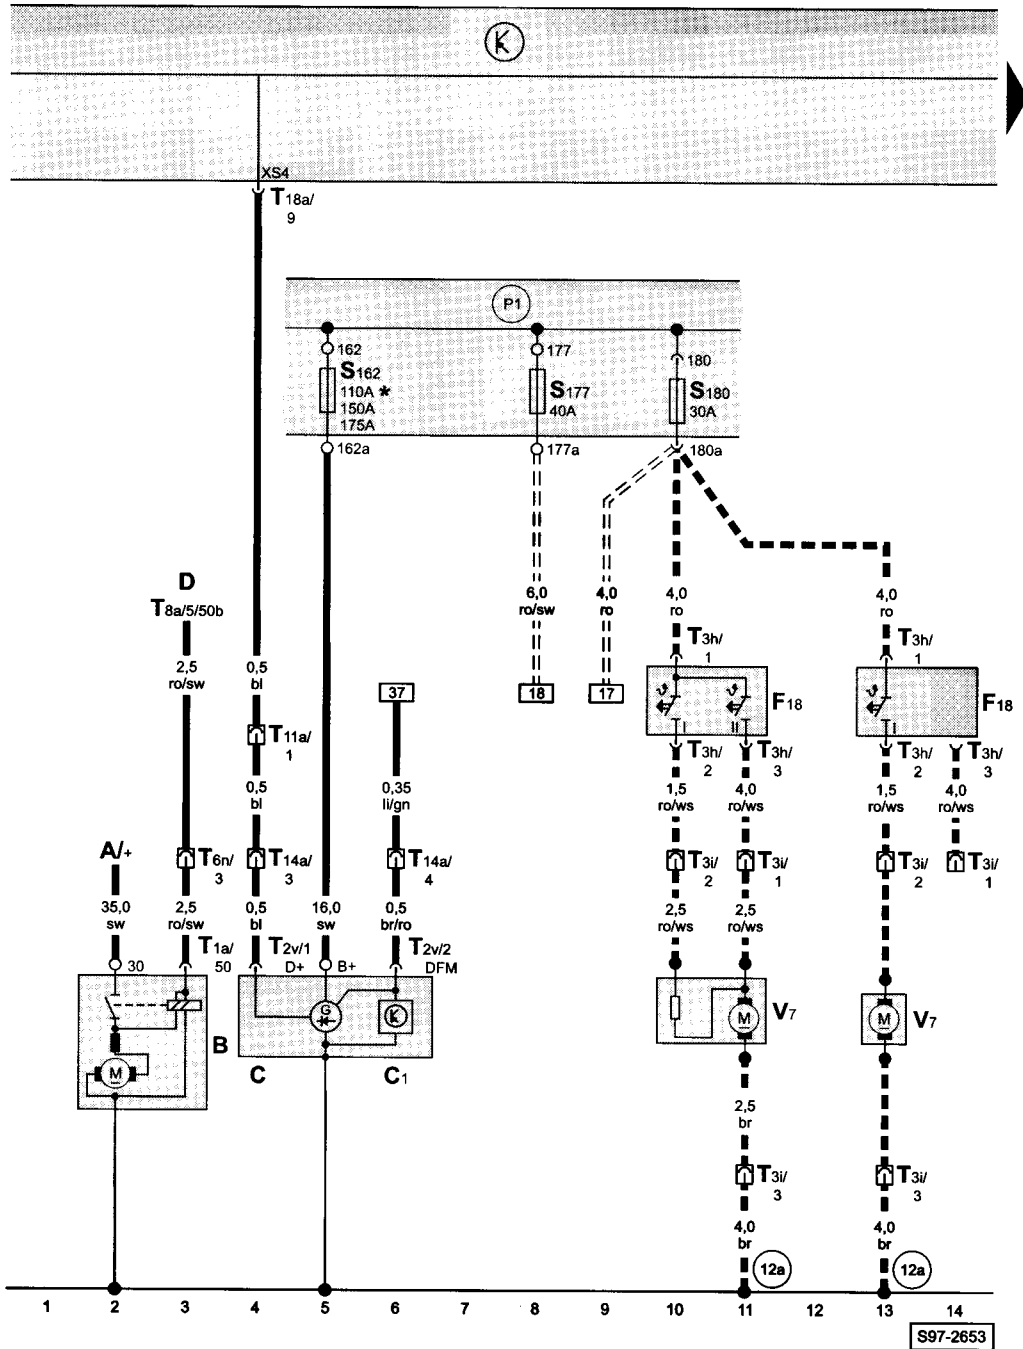 XS4
T18a/
9
P1
162
177
180
S162
110A *
150A
175A
S177
40A
S180
30A
162a
177a
180a
D
T8a/5/50b
6,0
ro/sw
4,0
ro
4,0
ro
4,0
ro
2,5
ro/sw
0,5
bl
T3h/
1
T3h/
1
37
18
17
F18
F18
T11a/
1
I
II
I
T3h/
2
T3h/
3
T3h/
2
T3h/
3
0,5
bl
0,35
li/gn
1,5
ro/ws
4,0
ro/ws
1,5
ro/ws
4,0
ro/ws
A/+
T6n/
3
T14a/
3
T14a/
4
T3i/
2
T3i/
1
T3i/
2
T3i/
1
35,0
sw
2,5
ro/sw
0,5
bl
16,0
sw
0,5
br/ro
2,5
ro/ws
2,5
ro/ws
30
T1a/
50
T2v/1
D+
B+
T2v/2
DFM
G
M
B
C
C1
M
V7
M
V7
2,5
br
T3i/
3
T3i/
3
4,0
br
4,0
br
12a
12a
1 2 3 4 5 6 7 8 9 10 11 12 13 14
S97-2653